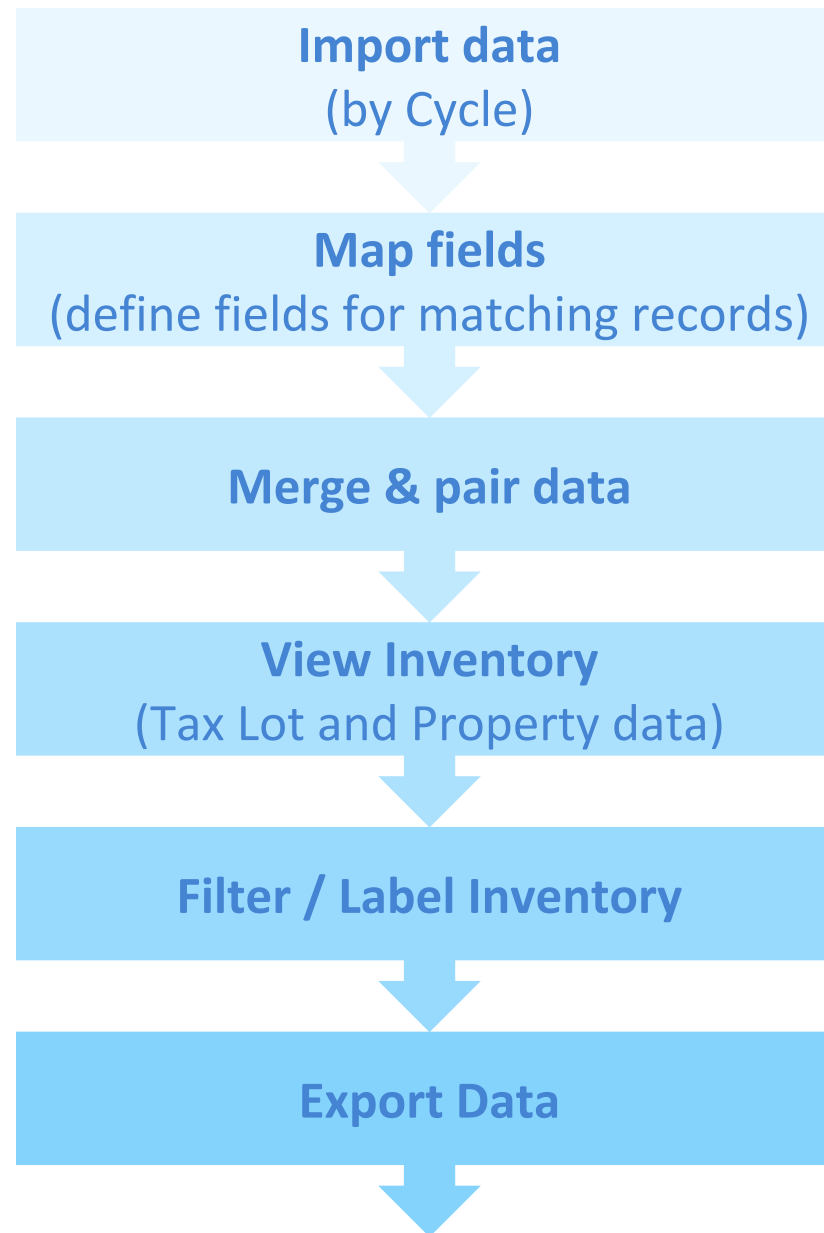 Import data
(by Cycle)
Map fields
(define fields for matching records)
Merge & pair data
View Inventory
(Tax Lot and Property data)
Filter / Label Inventory
Export Data